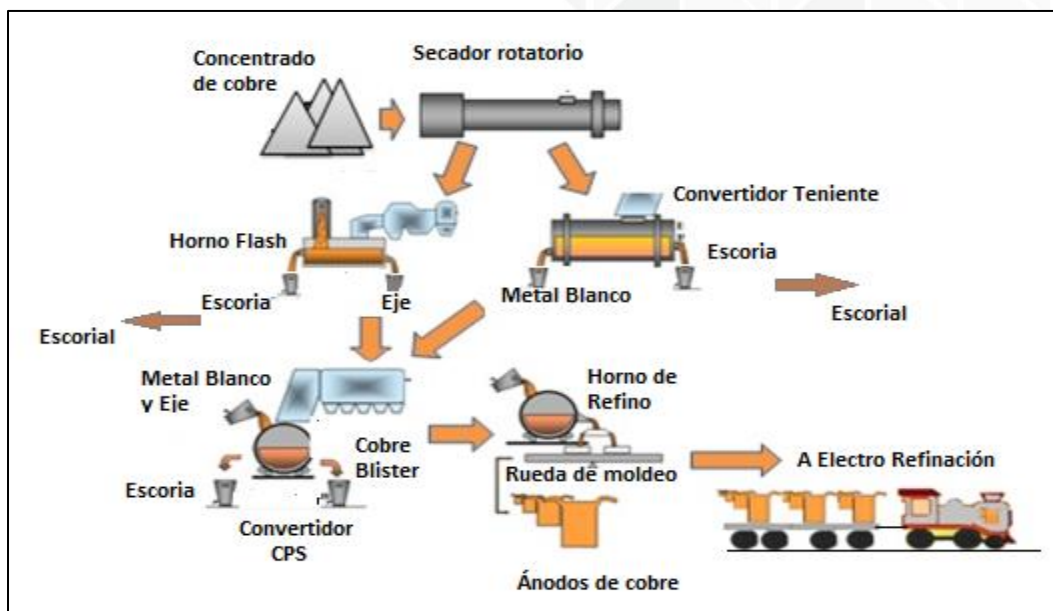 Concentrado
de cobre
Secador rotatorio
Convertidor Teniente
Horno Flash
Escoria
Escoria
Eje
Metal Blanco
Escorial
Escorial
Metal Blanco
y Eje
Horno de
Refino
Cobre
Blister
Rueda de moldeo
A Electro Refinación
Escoria
Convertidor
CPS
Ánodos de cobre